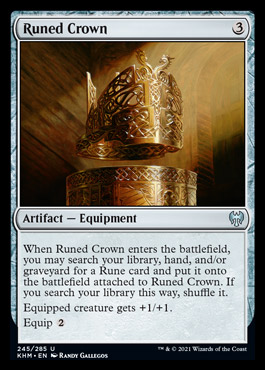 Runed Crown 3
Artifact — Equipment
When Runed Crown enters the battlefield,
you may search your library, hand, and/or
graveyard for a Rune card and put it onto
the battlefield attached to Runed Crown. If
you search your library this way, shuffle it.
Equipped creature gets +1/+1.
Equip 2
245/285 U
KHM • EN RANDY GALLEGOS ™ & © 2021 Wizards of the Coast